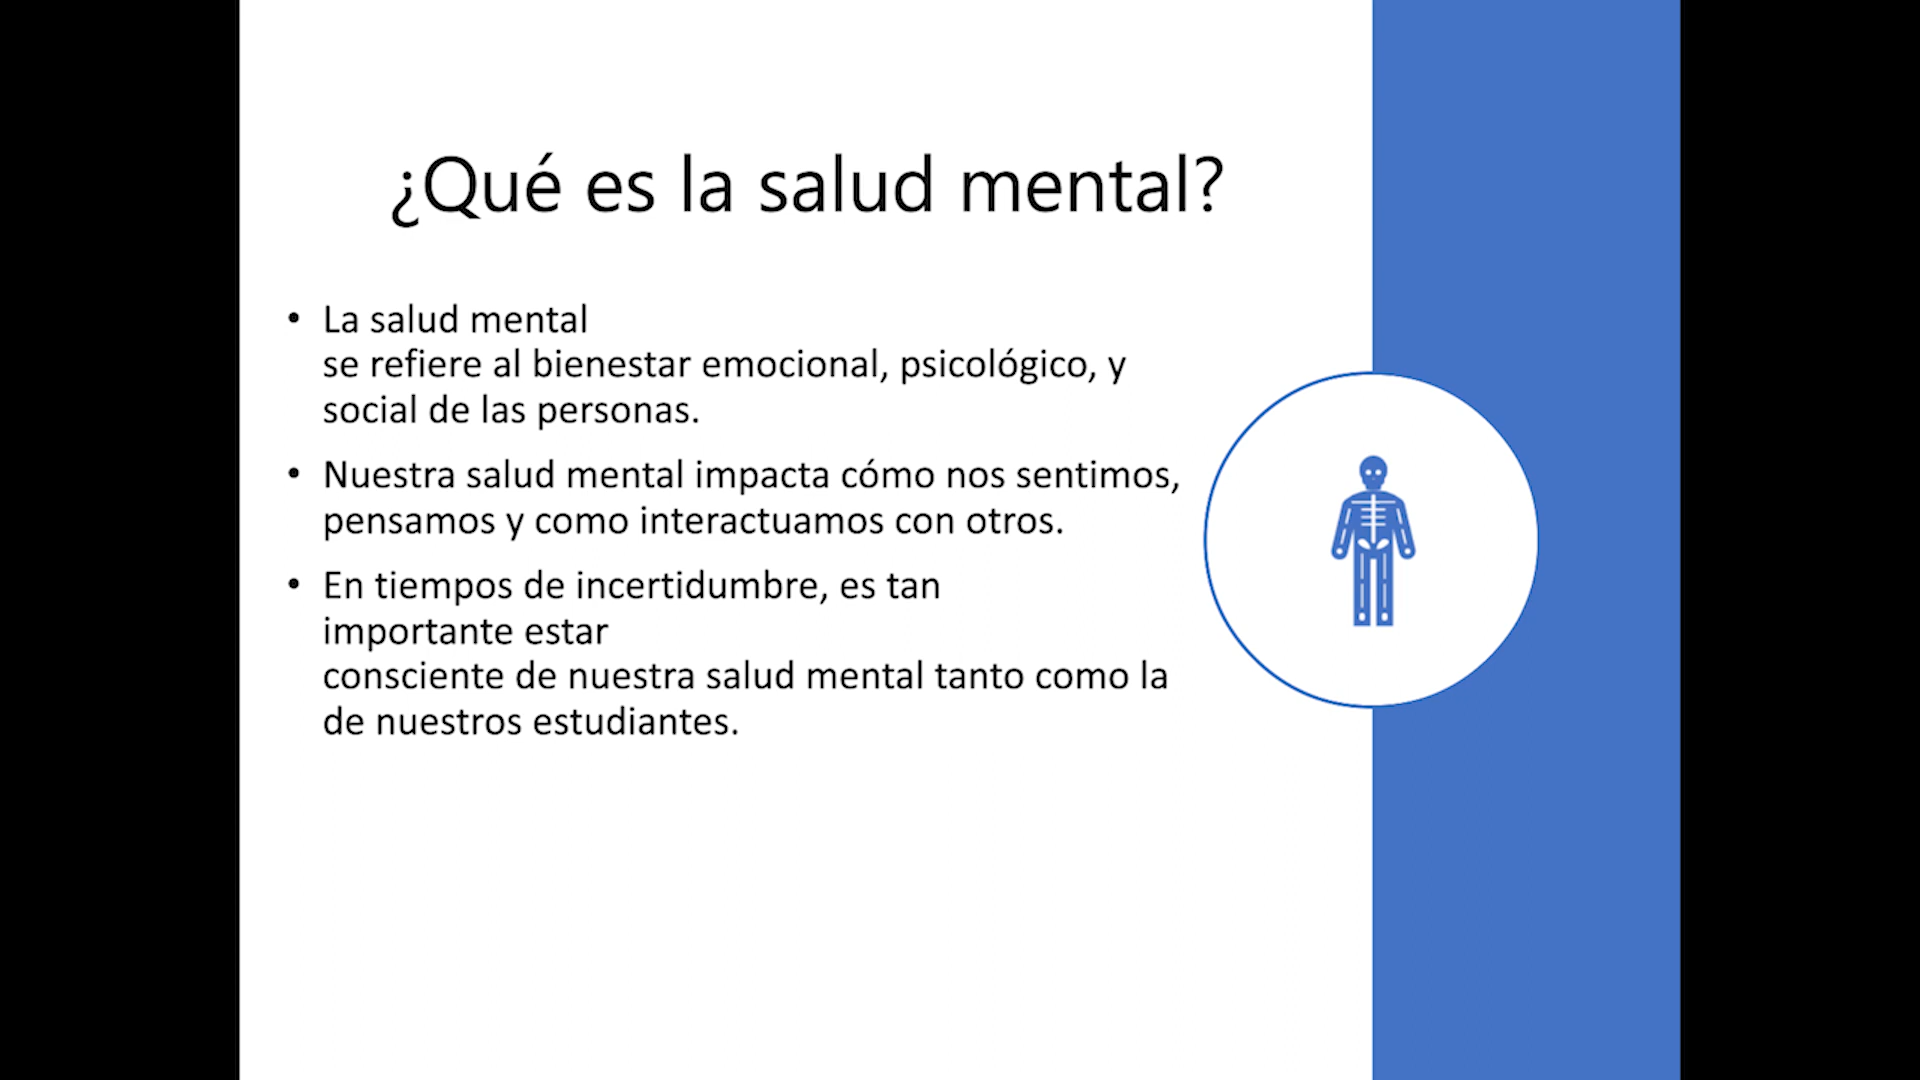 ¿Qué es la salud mental?
• La salud mental
se refiere al bienestar emocional, psicológico, y
social de las personas.
• Nuestra salud mental impacta cómo nos sentimos,
pensamos y como interactuamos con otros.
• En tiempos de incertidumbre, es tan
importante estar
consciente de nuestra salud mental tanto como la
de nuestros estudiantes.